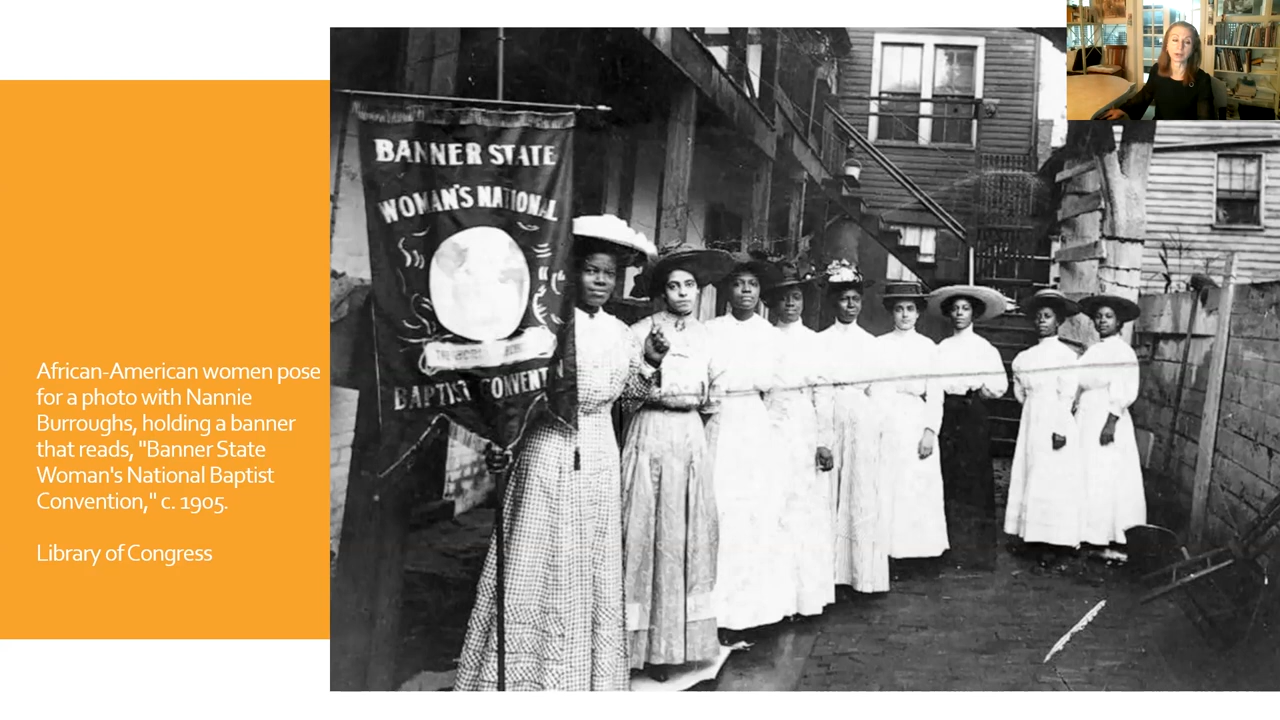 African-American women pose
for a photo with Nannie
Burroughs, holding a banner
that reads, "Banner State
Woman's National Baptist
Convention," c. 1905.
Library of Congress
BANNER STATE
WOMAN'S NATIONAL
BAPTIST CONVENT